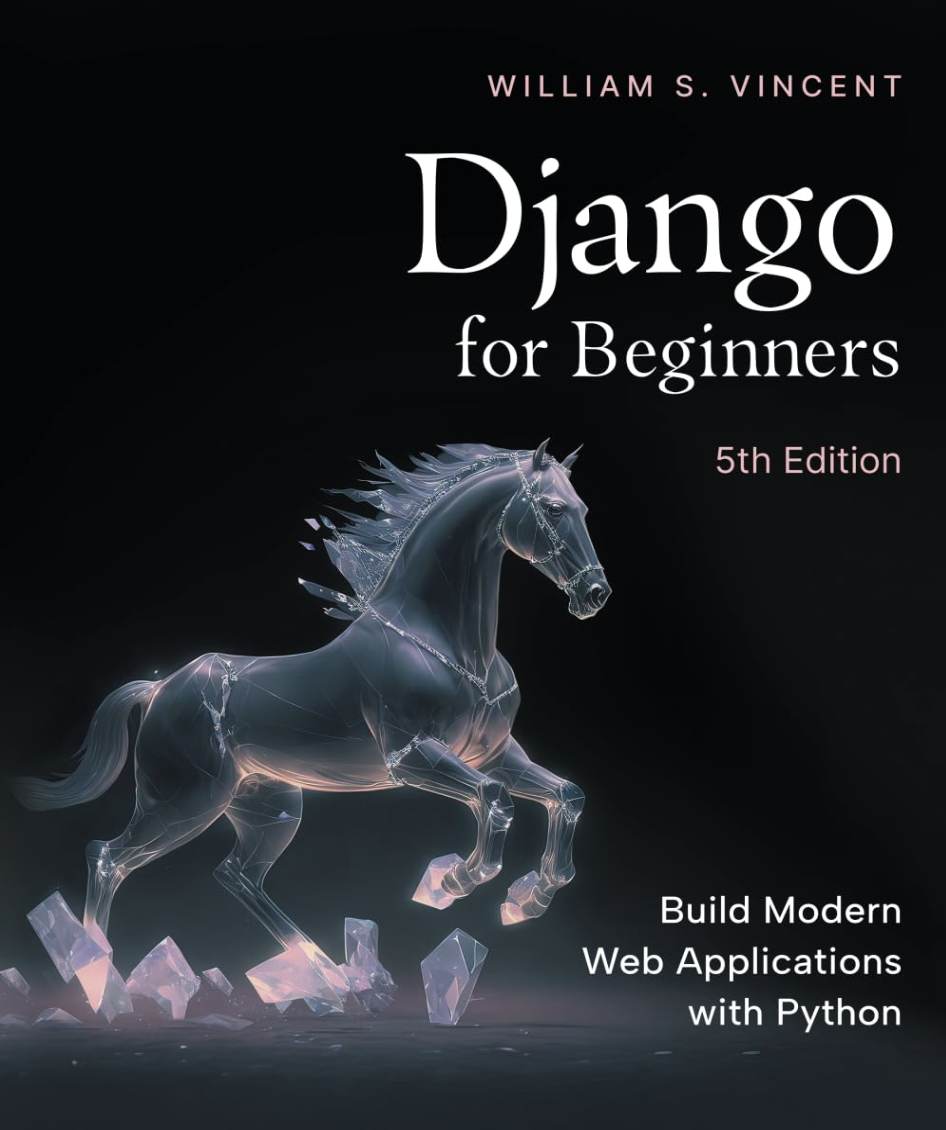 WILLIAM S. VINCENT
Django
for Beginners
5th Edition
Build Modern
Web Applications
with Python